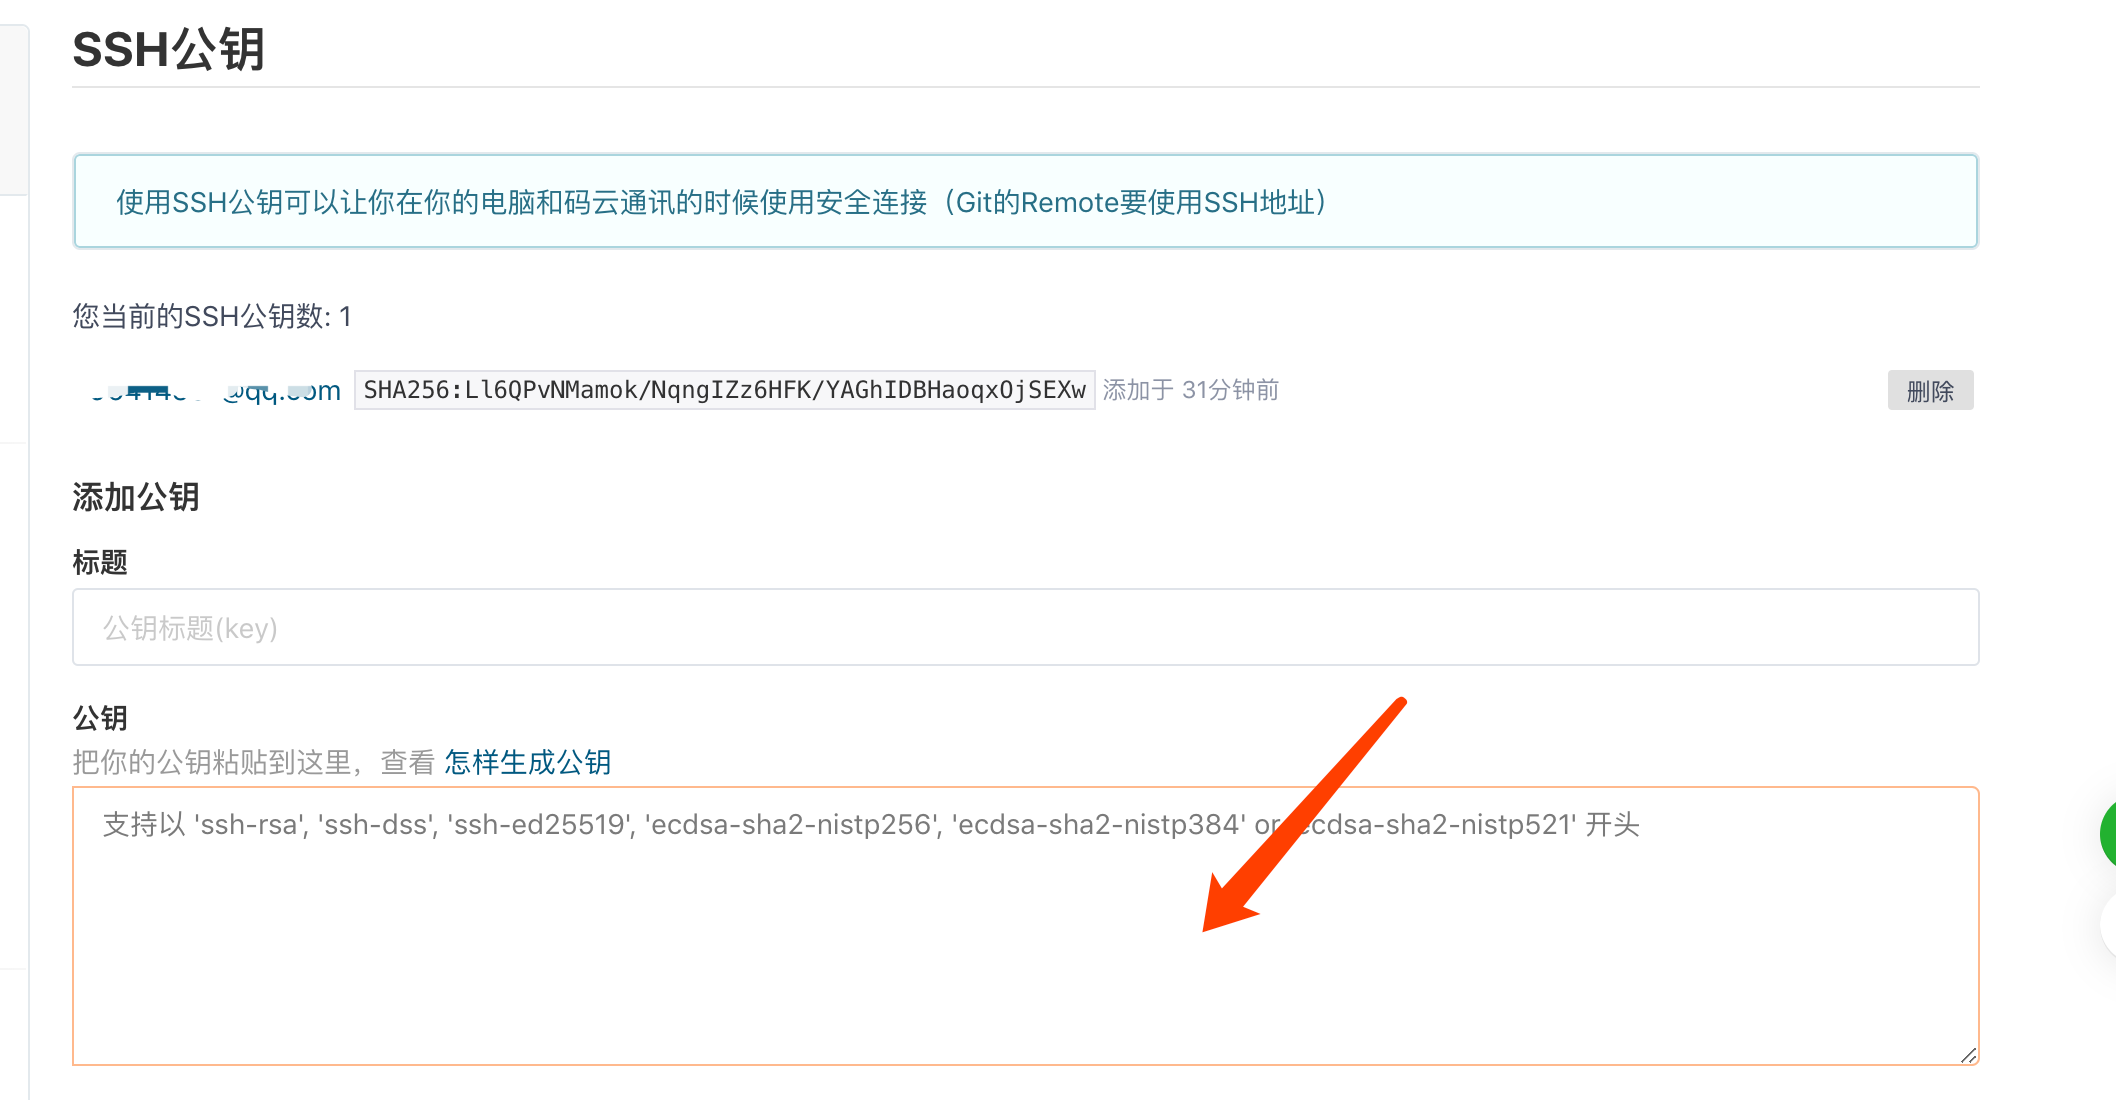 SSH公钥
使用SSH公钥可以让你在你的电脑和码云通讯的时候使用安全连接（Git的Remote要使用SSH地址）
您当前的SSH公钥数: 1
@qq.com SHA256:Ll6QPvNMamok/NqngIZz6HFK/YAGhIDBHaoqxOjSEXw 添加于 31分钟前 删除
添加公钥
标题
公钥标题(key)
公钥
把你的公钥粘贴到这里，查看 怎样生成公钥
支持以 'ssh-rsa', 'ssh-dss', 'ssh-ed25519', 'ecdsa-sha2-nistp256', 'ecdsa-sha2-nistp384' or ecdsa-sha2-nistp521' 开头